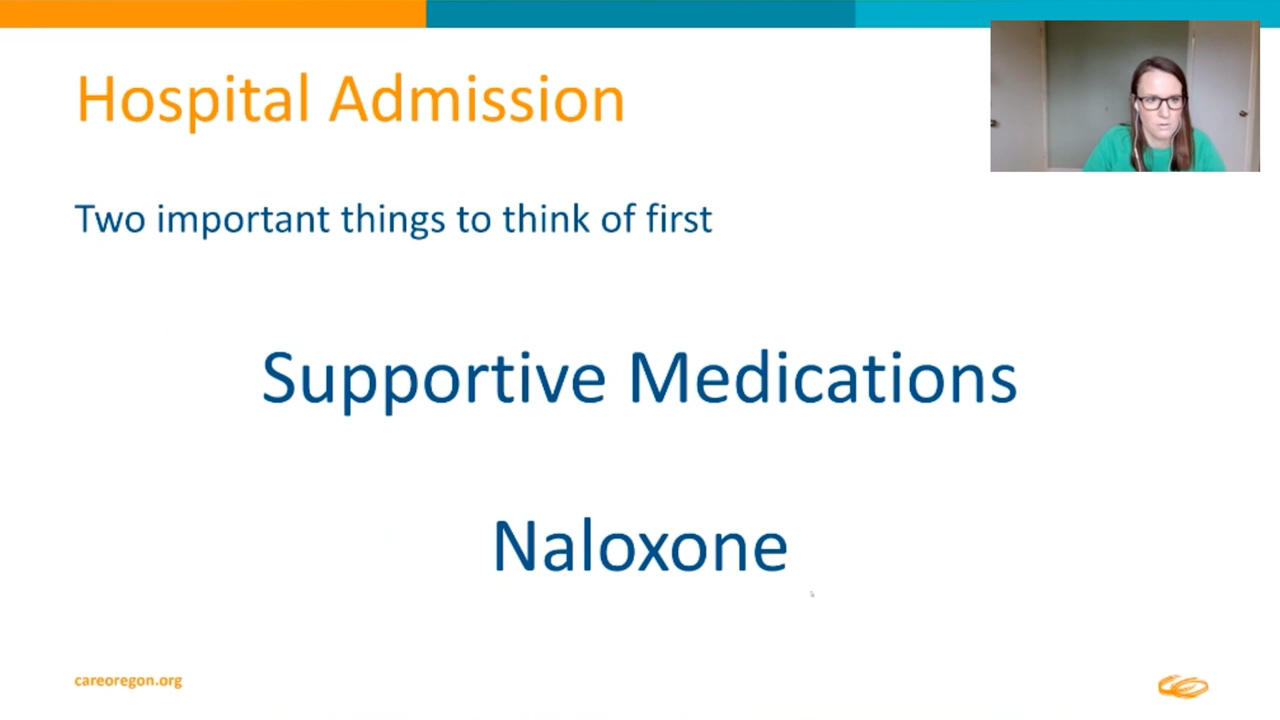 Hospital Admission
Two important things to think of first
Supportive Medications
Naloxone
careoregon.org